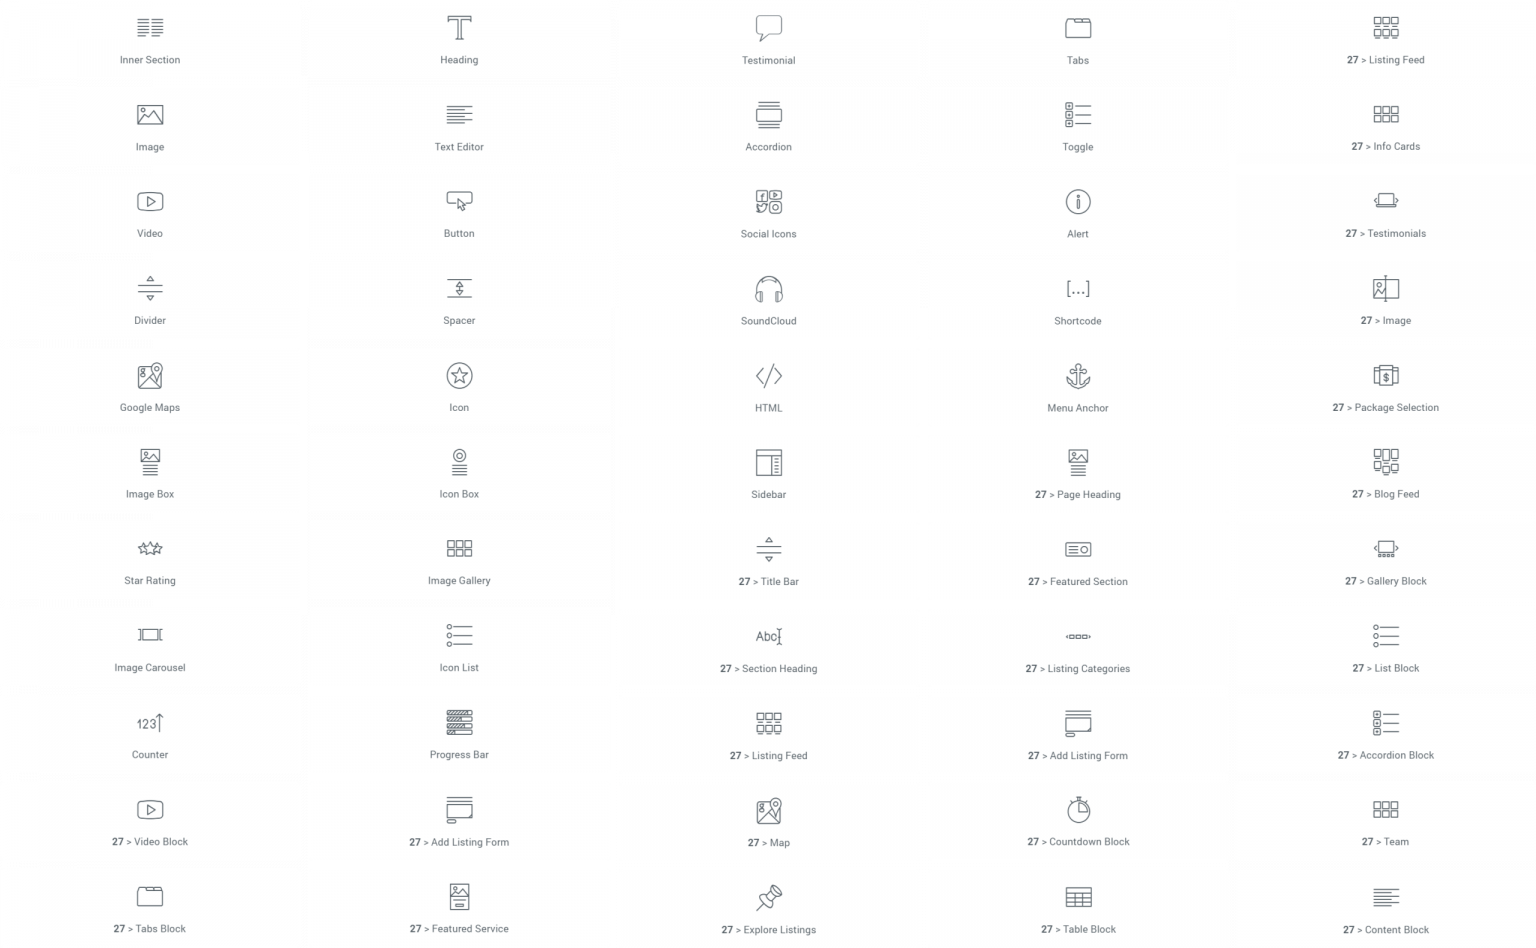 Inner Section
Heading
Testimonial
Tabs
27 > Listing Feed
Image
Text Editor
Accordion
Toggle
27 > Info Cards
Video
Button
Social Icons
Alert
27 > Testimonials
Divider
Spacer
SoundCloud
[...]
Shortcode
27 > Image
Google Maps
Icon
</>
HTML
Menu Anchor
$
27 > Package Selection
Image Box
Icon Box
Sidebar
27 > Page Heading
27 > Blog Feed
Star Rating
Image Gallery
27 > Title Bar
27 > Featured Section
27 > Gallery Block
Image Carousel
Icon List
Abc
27 > Section Heading
27 > Listing Categories
27 > List Block
123
Counter
Progress Bar
27 > Listing Feed
27 > Add Listing Form
27 > Accordion Block
27 > Video Block
27 > Add Listing Form
27 > Map
27 > Countdown Block
27 > Team
27 > Tabs Block
27 > Featured Service
27 > Explore Listings
27 > Table Block
27 > Content Block